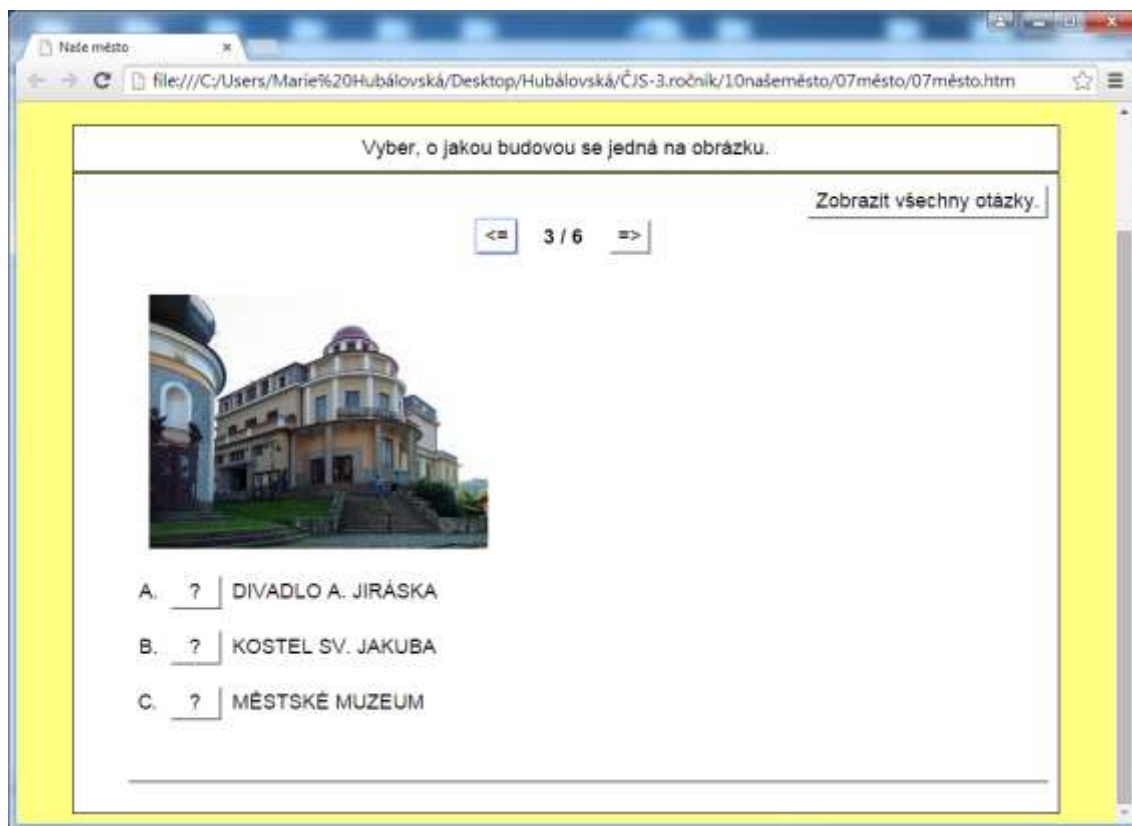 Naše město
file:///C:/Users/Marie%20Hubálovská/Desktop/Hubálovská/ČJS-3.ročník/10našeměsto/07město/07město.htm
Vyber, o jakou budovou se jedná na obrázku.
Zobrazit všechny otázky.
<= 3 / 6 =>
A. ? DIVADLO A. JIRÁSKA
B. ? KOSTEL SV. JAKUBA
C. ? MĚSTSKÉ MUZEUM